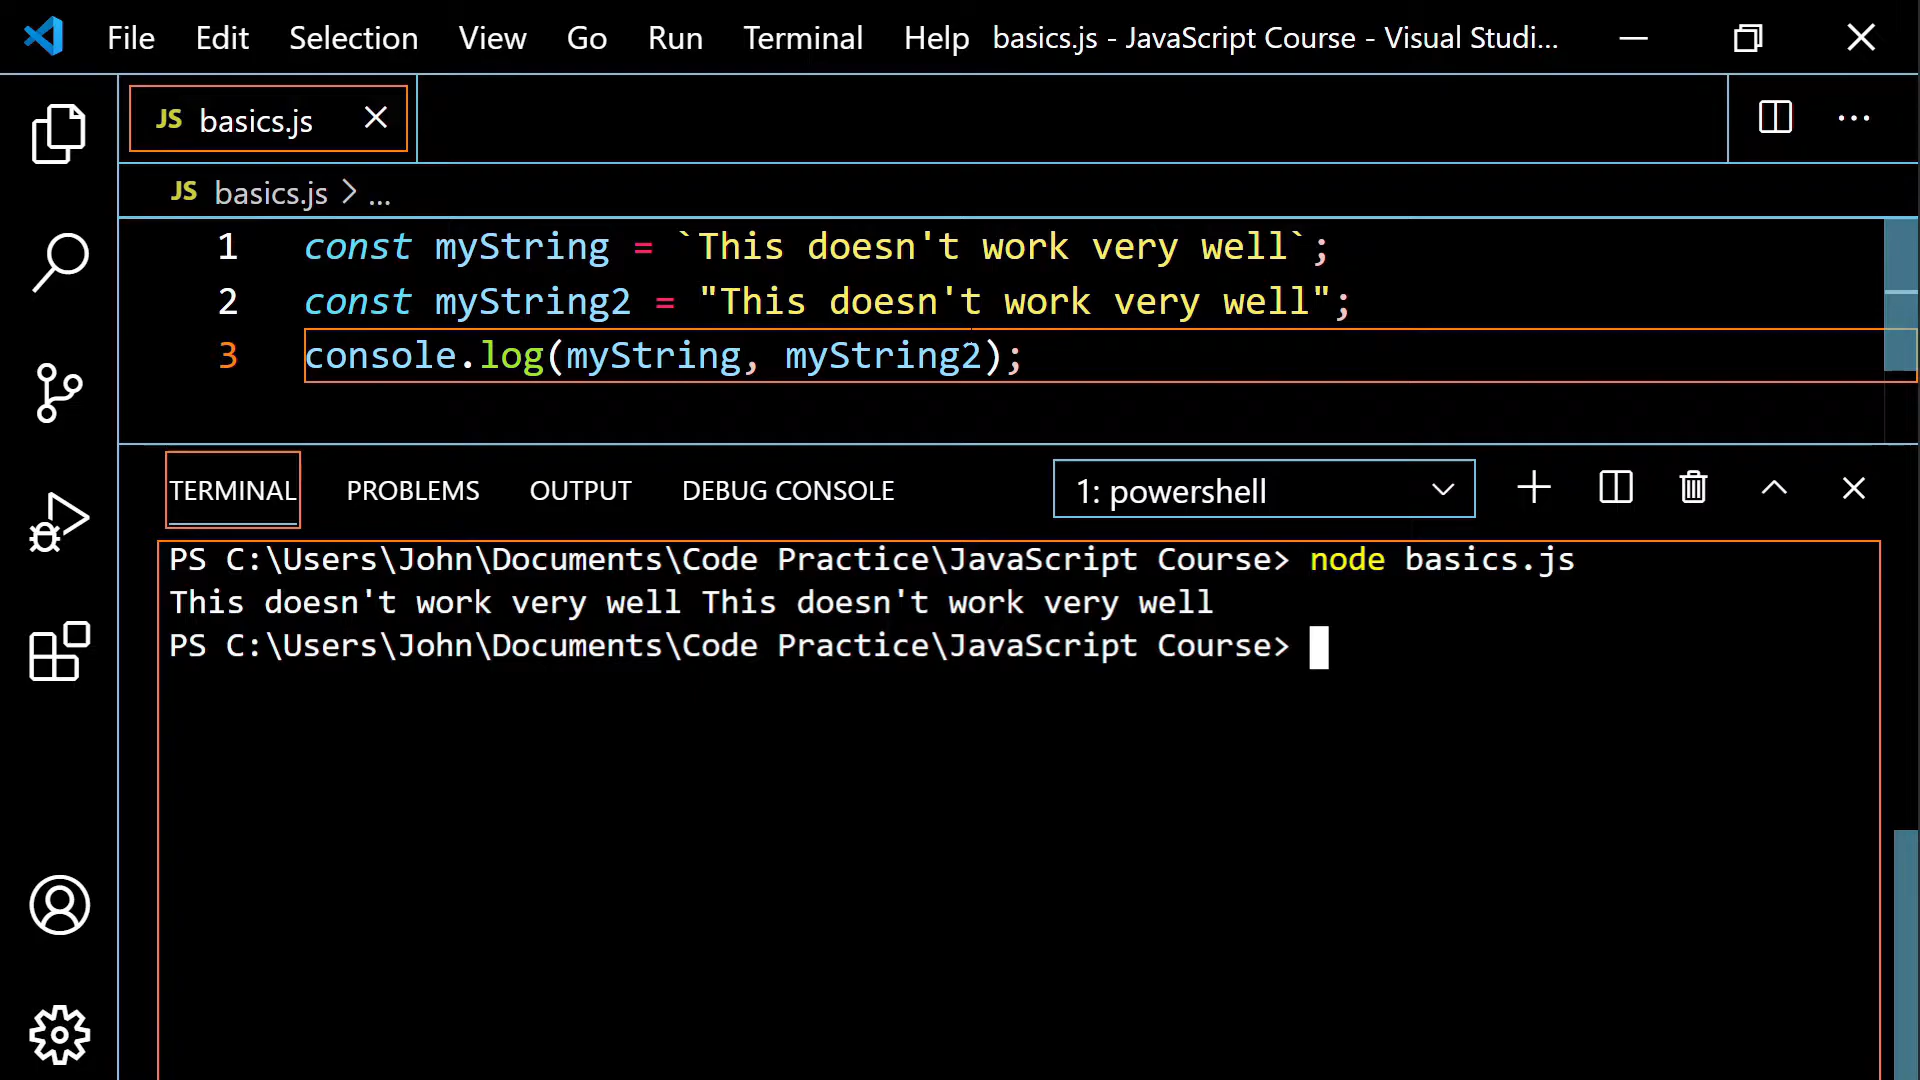 File Edit Selection View Go Run Terminal Help basics.js - JavaScript Course - Visual Studi...
JS basics.js
JS basics.js > ...
1 const myString = `This doesn't work very well`;
2 const myString2 = "This doesn't work very well";
3 console.log(myString, myString2);
TERMINAL PROBLEMS OUTPUT DEBUG CONSOLE 1: powershell
PS C:\Users\John\Documents\Code Practice\JavaScript Course> node basics.js
This doesn't work very well This doesn't work very well
PS C:\Users\John\Documents\Code Practice\JavaScript Course>